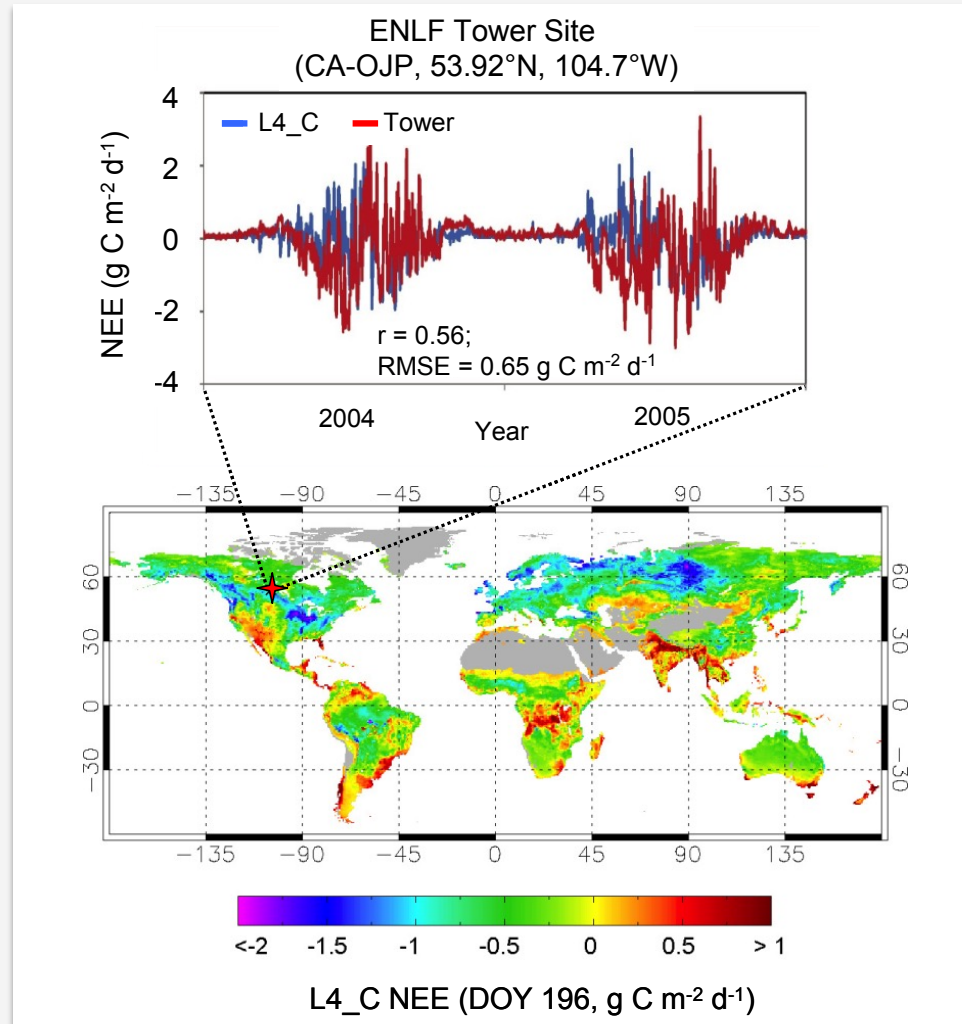 ENLF Tower Site
(CA-OJP, 53.92°N, 104.7°W)
4
L4_C Tower
2
0
-2
-4
NEE (g C m⁻² d⁻¹)
r = 0.56;
RMSE = 0.65 g C m⁻² d⁻¹
2004 2005
Year
−135 −90 −45 0 45 90 135
60 60
30 30
0 0
−30 −30
−135 −90 −45 0 45 90 135
<-2 -1.5 -1 -0.5 0 0.5 > 1
L4_C NEE (DOY 196, g C m⁻² d⁻¹)